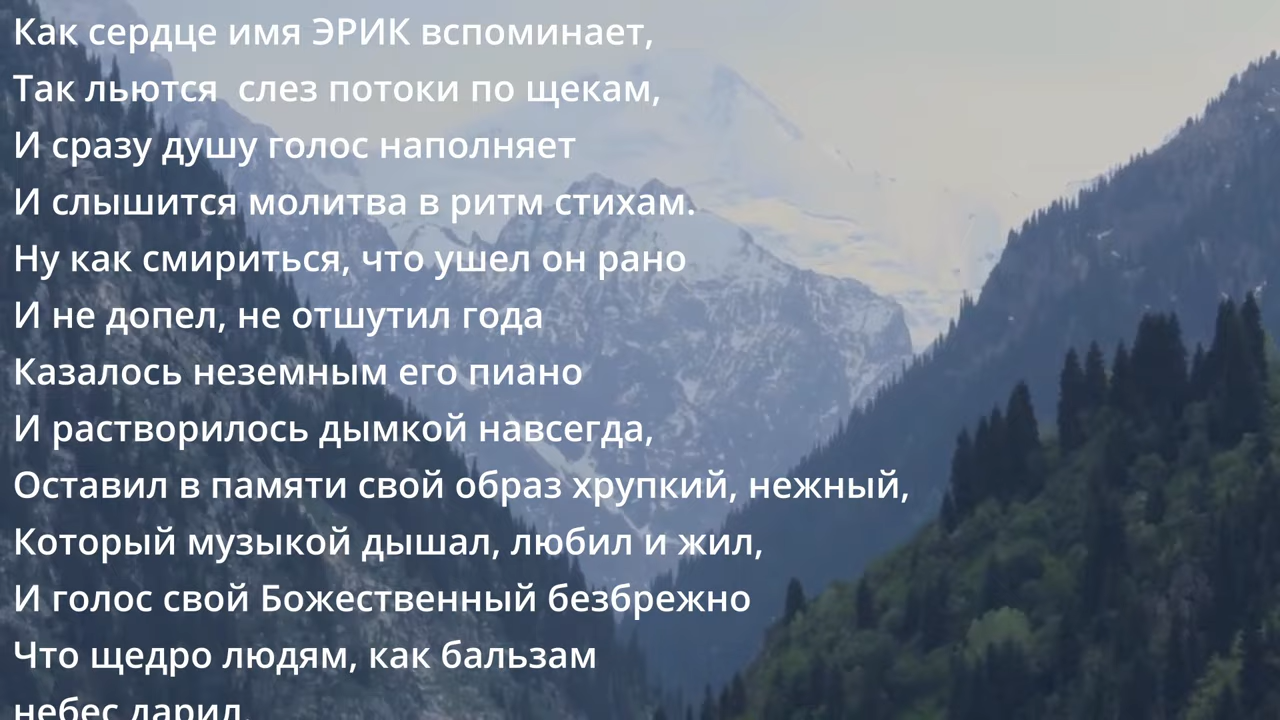 Как сердце имя ЭРИК вспоминает,
Так льются  слез потоки по щекам,
И сразу душу голос наполняет
И слышится молитва в ритм стихам.
Ну как смириться, что ушел он рано
И не допел, не отшутил года
Казалось неземным его пиано
И растворилось дымкой навсегда,
Оставил в памяти свой образ хрупкий, нежный,
Который музыкой дышал, любил и жил,
И голос свой Божественный безбрежно
Что щедро людям, как бальзам
небес дарил.